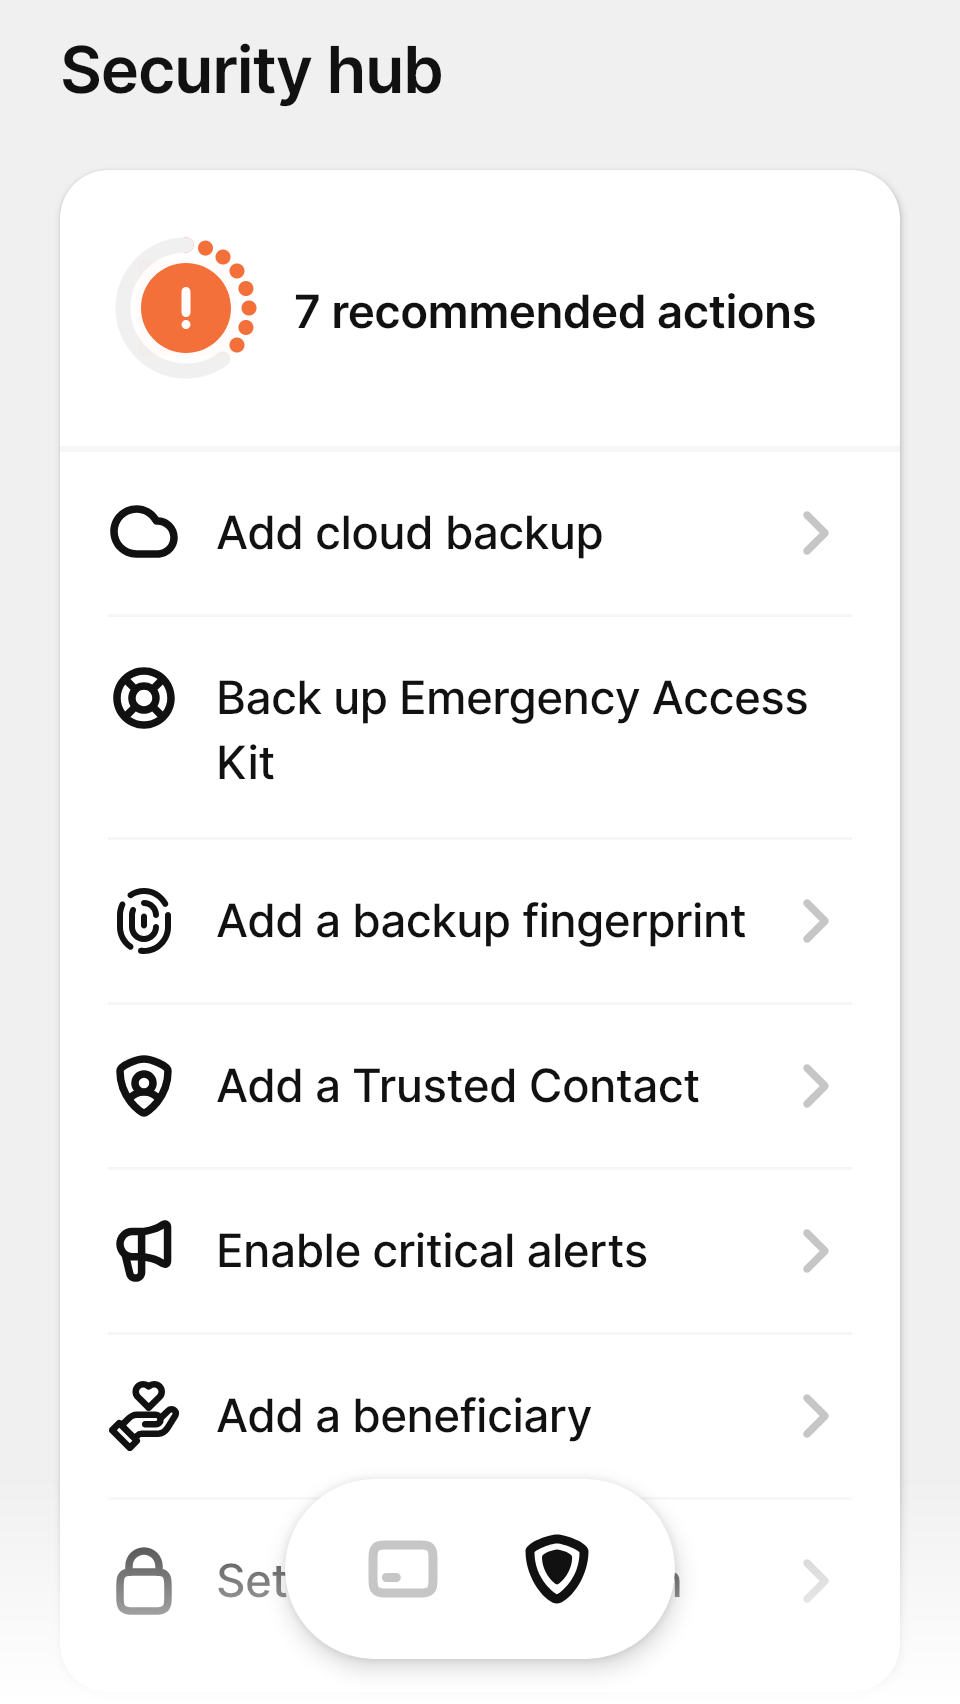 Security hub
7 recommended actions
Add cloud backup
Back up Emergency Access
Kit
Add a backup fingerprint
Add a Trusted Contact
Enable critical alerts
Add a beneficiary
Set